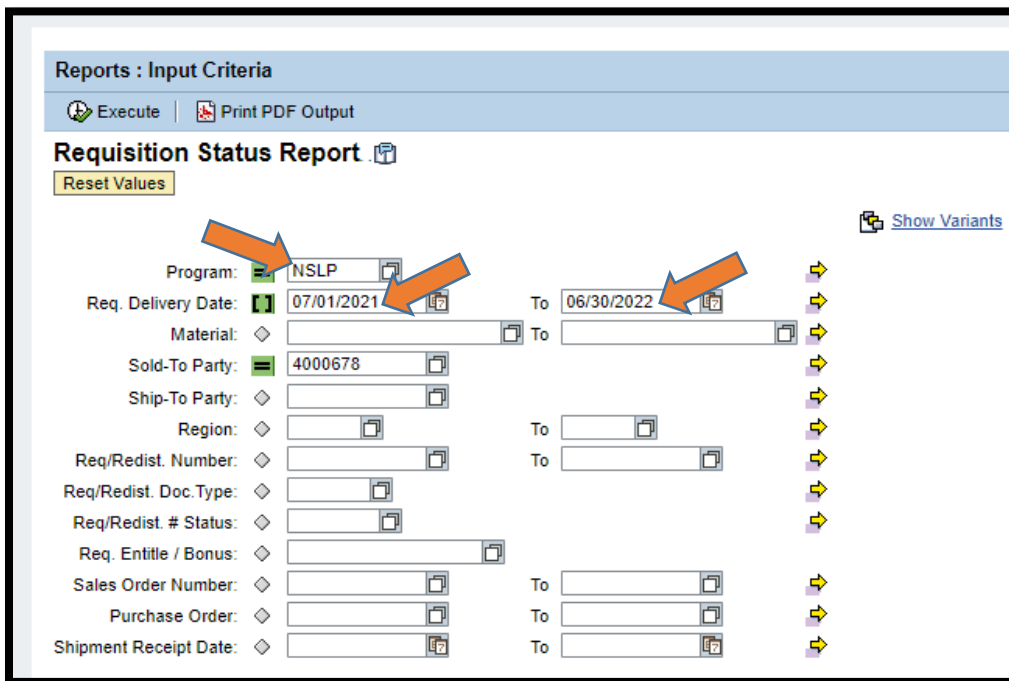 Reports : Input Criteria
Execute Print PDF Output
Requisition Status Report
Reset Values
Show Variants
Program: NSLP
Req. Delivery Date: 07/01/2021 To 06/30/2022
Material: To
Sold-To Party: 4000678
Ship-To Party:
Region: To
Req/Redist. Number: To
Req/Redist. Doc.Type:
Req/Redist. # Status:
Req. Entitle / Bonus:
Sales Order Number: To
Purchase Order: To
Shipment Receipt Date: To